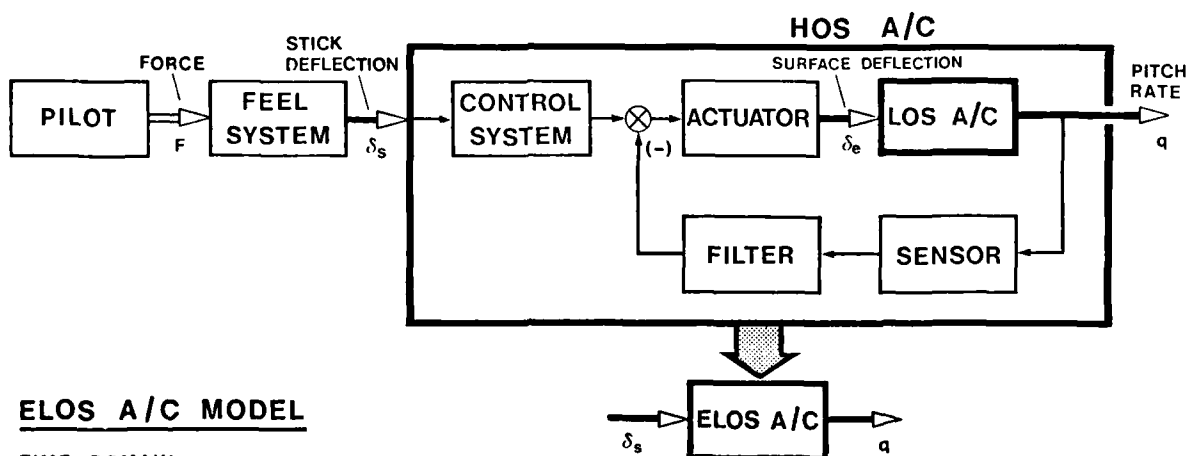 HOS A/C
STICK
DEFLECTION
FORCE
SURFACE DEFLECTION
PITCH
RATE
PILOT
F
FEEL
SYSTEM
δs
CONTROL
SYSTEM
(-)
ACTUATOR
δe
LOS A/C
q
FILTER
SENSOR
ELOS A/C MODEL
δs
ELOS A/C
q